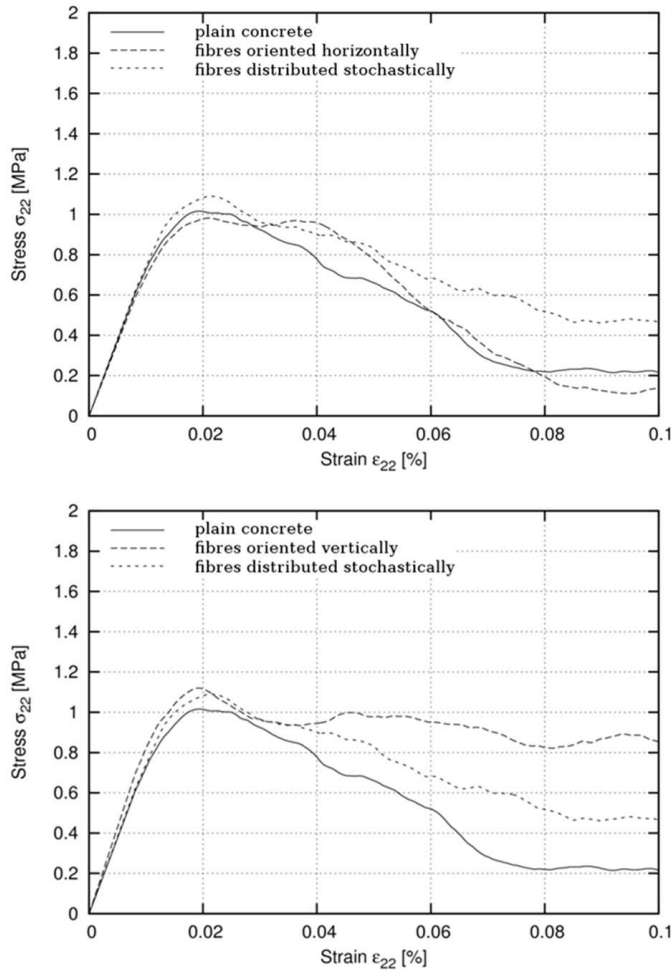 2
1.8
1.6
1.4
1.2
1
0.8
0.6
0.4
0.2
0
Stress σ22 [MPa]
plain concrete
fibres oriented horizontally
fibres distributed stochastically
0 0.02 0.04 0.06 0.08 0.1
Strain ε22 [%]
2
1.8
1.6
1.4
1.2
1
0.8
0.6
0.4
0.2
0
Stress σ22 [MPa]
plain concrete
fibres oriented vertically
fibres distributed stochastically
0 0.02 0.04 0.06 0.08 0.1
Strain ε22 [%]